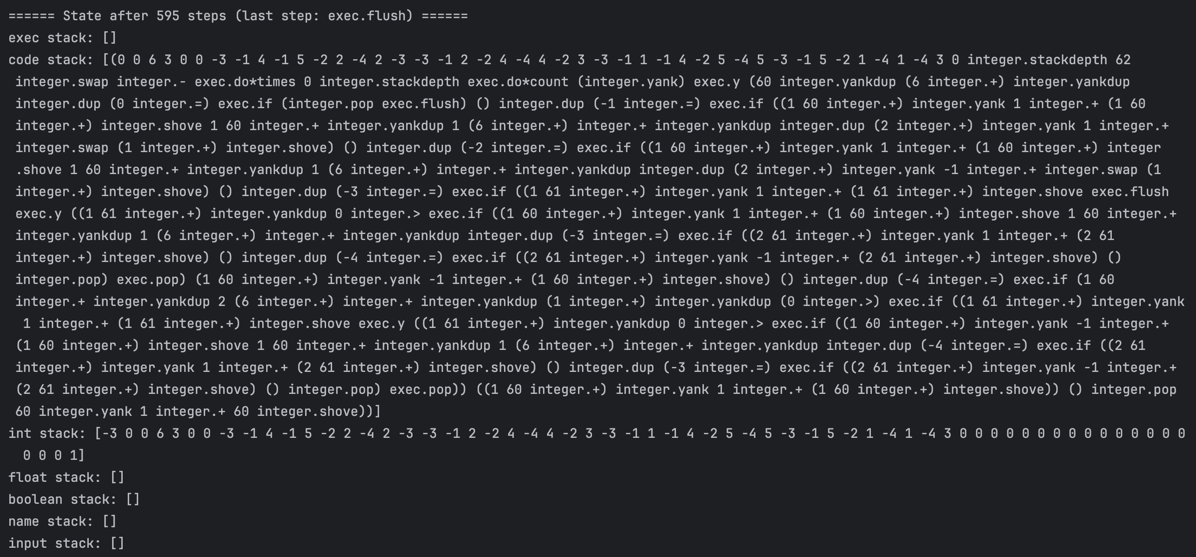 ====== State after 595 steps (last step: exec.flush) ======
exec stack: []
code stack: [(0 0 6 3 0 0 -3 -1 4 -1 5 -2 2 -4 2 -3 -3 -1 2 -2 4 -4 4 -2 3 -3 -1 1 -1 4 -2 5 -4 5 -3 -1 5 -2 1 -4 1 -4 3 0 integer.stackdepth 62
integer.swap integer.- exec.do*times 0 integer.stackdepth exec.do*count (integer.yank) exec.y (60 integer.yankdup (6 integer.+) integer.yankdup
integer.dup (0 integer.=) exec.if (integer.pop exec.flush) () integer.dup (-1 integer.=) exec.if ((1 60 integer.+) integer.yank 1 integer.+ (1 60
integer.+) integer.shove 1 60 integer.+ integer.yankdup 1 (6 integer.+) integer.+ integer.yankdup integer.dup (2 integer.+) integer.yank 1 integer.+
integer.swap (1 integer.+) integer.shove) () integer.dup (-2 integer.=) exec.if ((1 60 integer.+) integer.yank 1 integer.+ (1 60 integer.+) integer
.shove 1 60 integer.+ integer.yankdup 1 (6 integer.+) integer.+ integer.yankdup integer.dup (2 integer.+) integer.yank -1 integer.+ integer.swap (1
integer.+) integer.shove) () integer.dup (-3 integer.=) exec.if ((1 61 integer.+) integer.yank 1 integer.+ (1 61 integer.+) integer.shove exec.flush
exec.y ((1 61 integer.+) integer.yankdup 0 integer.> exec.if ((1 60 integer.+) integer.yank 1 integer.+ (1 60 integer.+) integer.shove 1 60 integer.+
integer.yankdup 1 (6 integer.+) integer.+ integer.yankdup integer.dup (-3 integer.=) exec.if ((2 61 integer.+) integer.yank 1 integer.+ (2 61
integer.+) integer.shove) () integer.dup (-4 integer.=) exec.if ((2 61 integer.+) integer.yank -1 integer.+ (2 61 integer.+) integer.shove) ()
integer.pop) exec.pop) (1 60 integer.+) integer.yank -1 integer.+ (1 60 integer.+) integer.shove) () integer.dup (-4 integer.=) exec.if (1 60
integer.+ integer.yankdup 2 (6 integer.+) integer.+ integer.yankdup (1 integer.+) integer.yankdup (0 integer.>) exec.if ((1 61 integer.+) integer.yank
1 integer.+ (1 61 integer.+) integer.shove exec.y ((1 61 integer.+) integer.yankdup 0 integer.> exec.if ((1 60 integer.+) integer.yank -1 integer.+
(1 60 integer.+) integer.shove 1 60 integer.+ integer.yankdup 1 (6 integer.+) integer.+ integer.yankdup integer.dup (-4 integer.=) exec.if ((2 61
integer.+) integer.yank 1 integer.+ (2 61 integer.+) integer.shove) () integer.dup (-3 integer.=) exec.if ((2 61 integer.+) integer.yank -1 integer.+
(2 61 integer.+) integer.shove) () integer.pop) exec.pop)) ((1 60 integer.+) integer.yank 1 integer.+ (1 60 integer.+) integer.shove)) () integer.pop
60 integer.yank 1 integer.+ 60 integer.shove))]
int stack: [-3 0 0 6 3 0 0 -3 -1 4 -1 5 -2 2 -4 2 -3 -3 -1 2 -2 4 -4 4 -2 3 -3 -1 1 -1 4 -2 5 -4 5 -3 -1 5 -2 1 -4 1 -4 3 0 0 0 0 0 0 0 0 0 0 0 0 0 0 0
0 0 0 1]
float stack: []
boolean stack: []
name stack: []
input stack: []